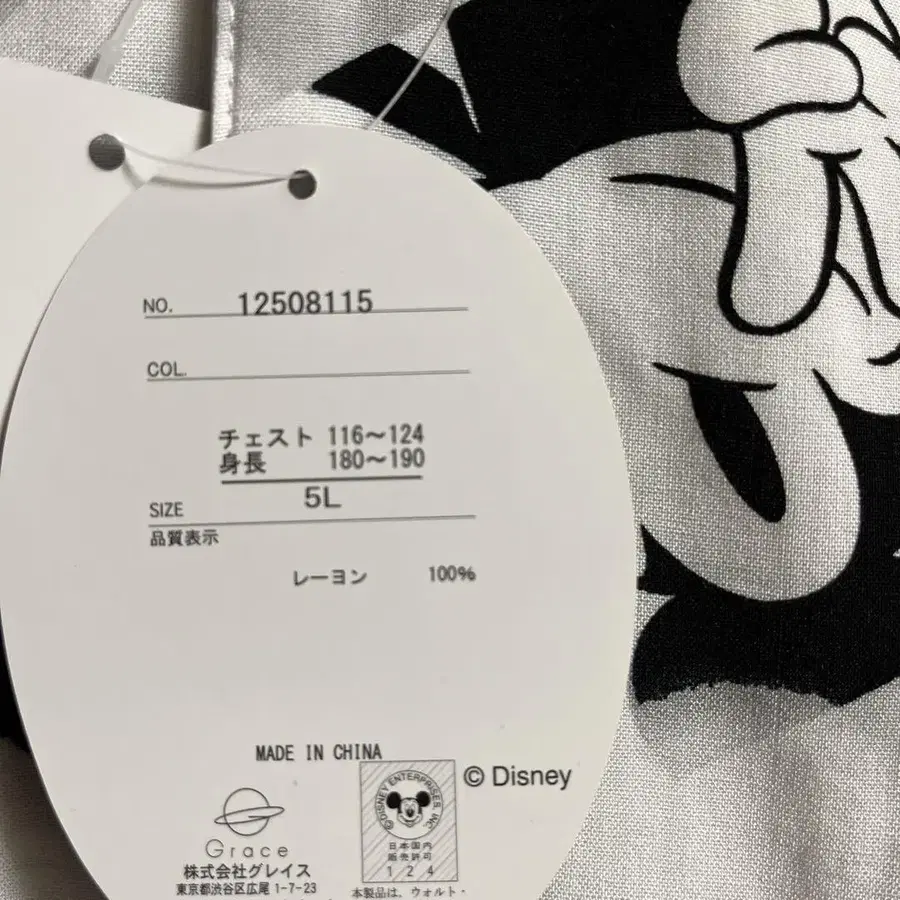 NO. 12508115
COL.
チェスト 116～124
身長 180～190
SIZE 5L
品質表示
レーヨン 100%
MADE IN CHINA
© Disney
©DISNEY ENTERPRISES, INC
日本国内
販売許可
124
Grace
株式会社グレイス
東京都渋谷区広尾 1-7-23
本製品は、ウォルト・